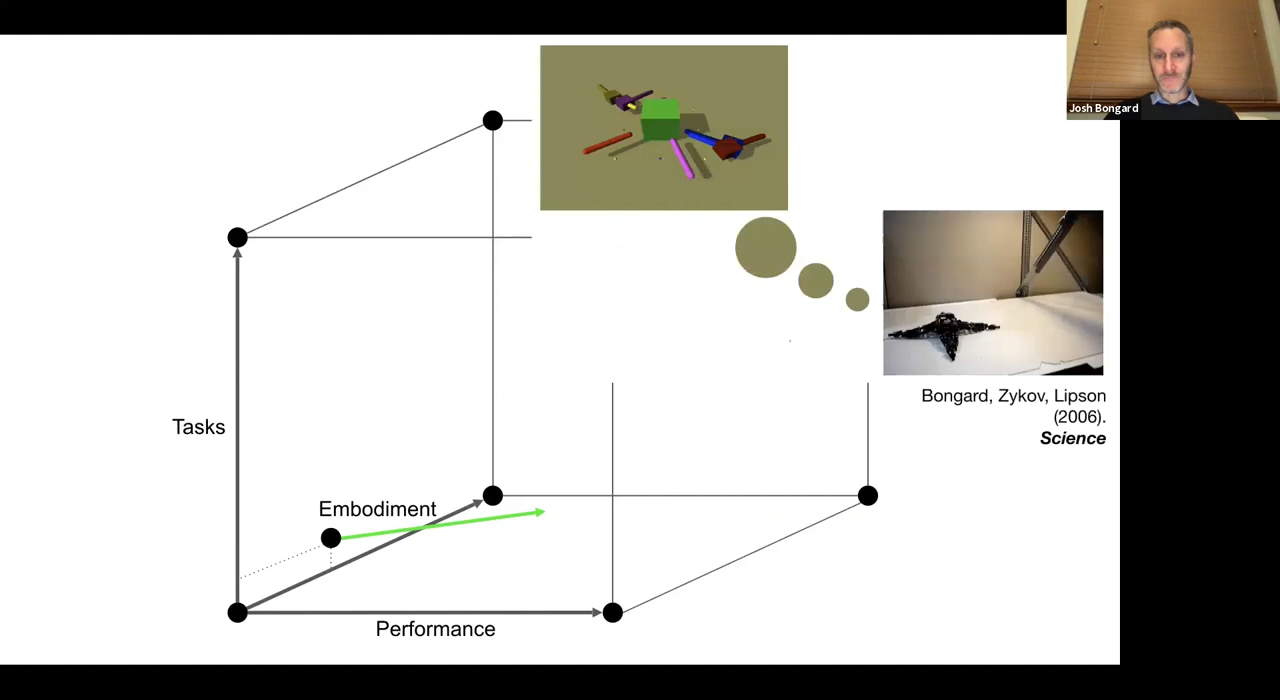 Josh Bongard
Bongard, Zykov, Lipson
(2006).
Science
Tasks
Embodiment
Performance